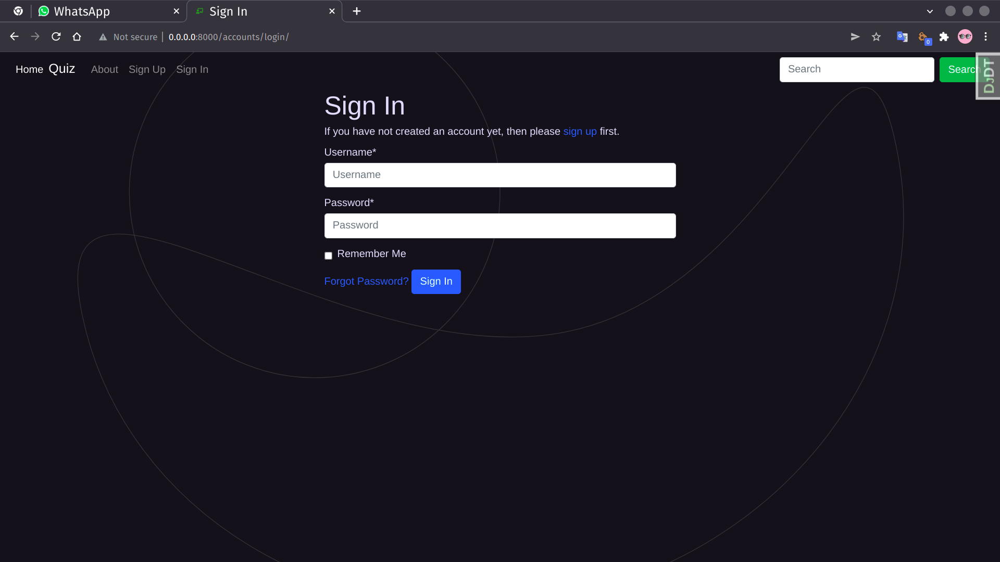 WhatsApp
Sign In
Not secure
0.0.0.0:8000/accounts/login/
0
Home Quiz About Sign Up Sign In
Search
Search
DJDT
Sign In
If you have not created an account yet, then please sign up first.
Username*
Username
Password*
Password
Remember Me
Forgot Password? Sign In